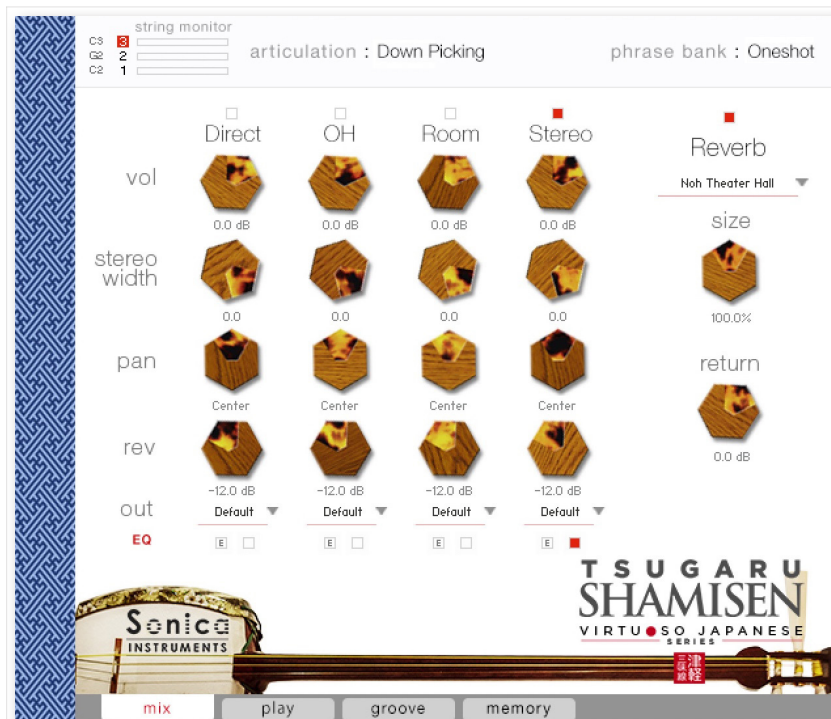 string monitor
C3 3
G2 2
C2 1
articulation : Down Picking
phrase bank : Oneshot
Direct OH Room Stereo
Reverb
vol
Noh Theater Hall
0.0 dB 0.0 dB 0.0 dB 0.0 dB
size
stereo
width
0.0 0.0 0.0 0.0
100.0%
pan
return
Center Center Center Center
rev
0.0 dB
-12.0 dB -12.0 dB -12.0 dB -12.0 dB
out Default Default Default Default
EQ E E E E
TSUGARU
SHAMISEN
VIRTUOSO JAPANESE
SERIES
Sonica
INSTRUMENTS
津軽
三味線
mix play groove memory